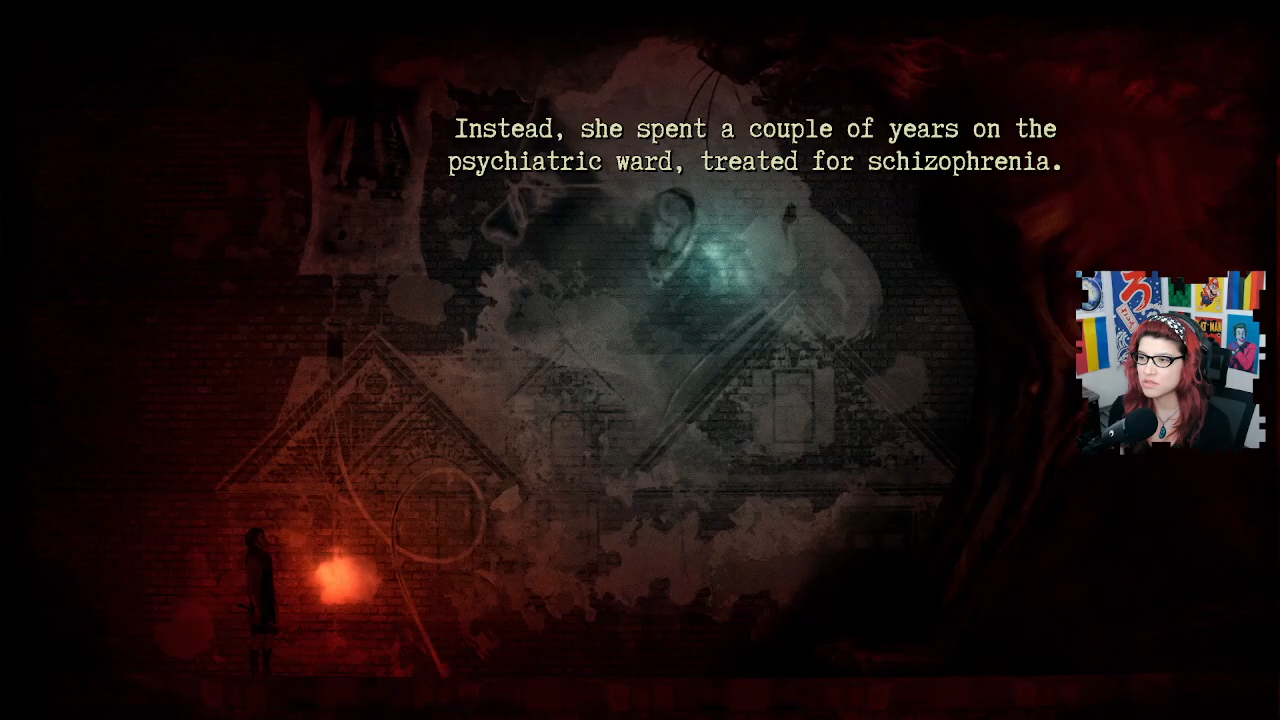 Instead, she spent a couple of years on the
psychiatric ward, treated for schizophrenia.